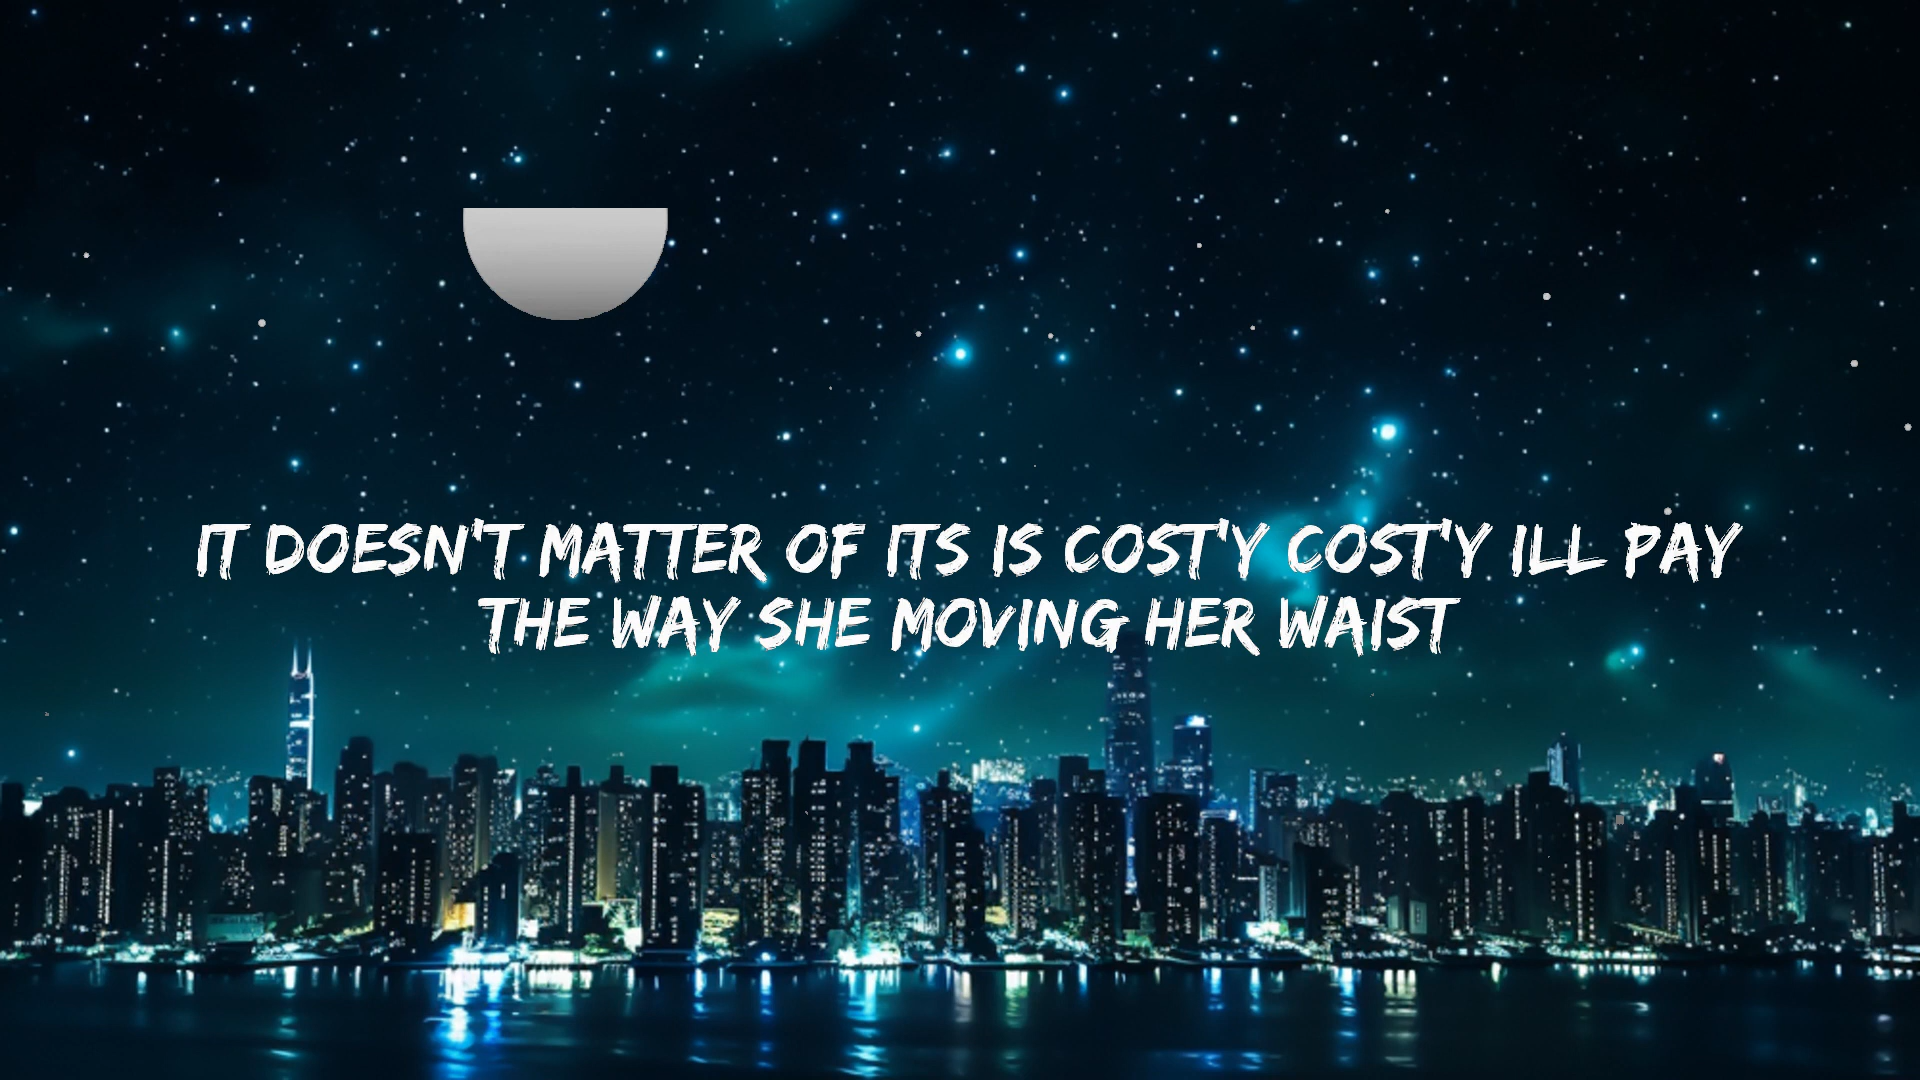 IT DOESN'T MATTER OF ITS IS COST'Y COST'Y ILL PAY
THE WAY SHE MOVING HER WAIST